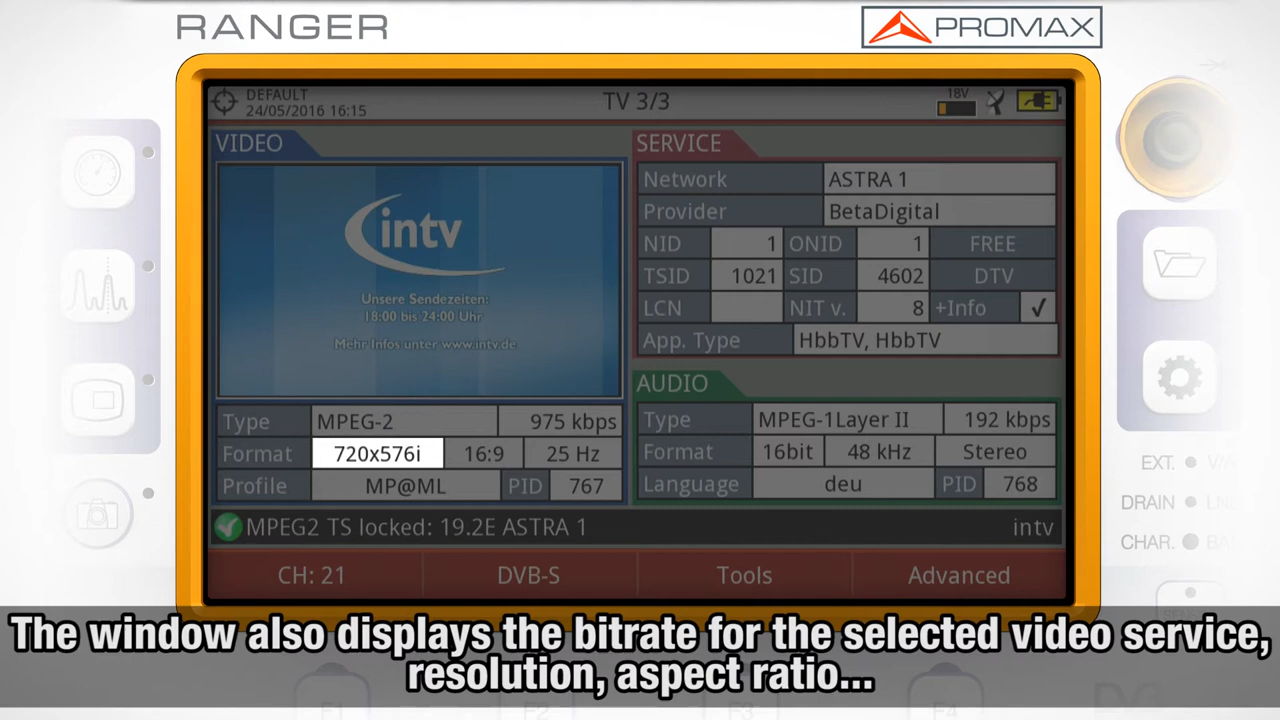 RANGER
PROMAX
DEFAULT
24/05/2016 16:15
TV 3/3
18V
VIDEO
intv
Unsere Sendezeiten:
18:00 bis 24:00 Uhr
Mehr Infos unter www.intv.de
Type MPEG-2 975 kbps
Format 720x576i 16:9 25 Hz
Profile MP@ML PID 767
SERVICE
Network ASTRA 1
Provider BetaDigital
NID 1 ONID 1 FREE
TSID 1021 SID 4602 DTV
LCN NIT v. 8 +Info ✓
App. Type HbbTV, HbbTV
AUDIO
Type MPEG-1Layer II 192 kbps
Format 16bit 48 kHz Stereo
Language deu PID 768
MPEG2 TS locked: 19.2E ASTRA 1 intv
CH: 21 DVB-S Tools Advanced
EXT.
DRAIN
CHAR.
The window also displays the bitrate for the selected video service,
resolution, aspect ratio...
F1 F2 F3 F4